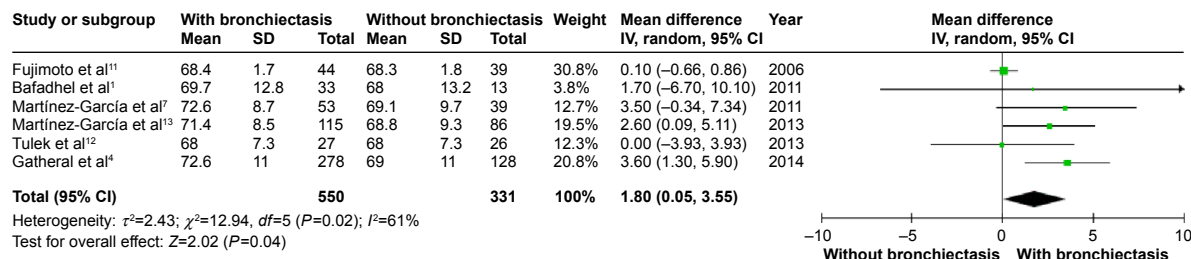 Study or subgroup With bronchiectasis Without bronchiectasis Weight Mean difference Year Mean difference
Mean SD Total Mean SD Total IV, random, 95% CI IV, random, 95% CI
Fujimoto et al¹¹ 68.4 1.7 44 68.3 1.8 39 30.8% 0.10 (–0.66, 0.86) 2006
Bafadhel et al¹ 69.7 12.8 33 68 13.2 13 3.8% 1.70 (–6.70, 10.10) 2011
Martínez-García et al⁷ 72.6 8.7 53 69.1 9.7 39 12.7% 3.50 (–0.34, 7.34) 2011
Martínez-García et al¹³ 71.4 8.5 115 68.8 9.3 86 19.5% 2.60 (0.09, 5.11) 2013
Tulek et al¹² 68 7.3 27 68 7.3 26 12.3% 0.00 (–3.93, 3.93) 2013
Gatheral et al⁴ 72.6 11 278 69 11 128 20.8% 3.60 (1.30, 5.90) 2014
Total (95% CI) 550 331 100% 1.80 (0.05, 3.55)
Heterogeneity: τ²=2.43; χ²=12.94, df=5 (P=0.02); I²=61%
Test for overall effect: Z=2.02 (P=0.04)
–10 –5 0 5 10
Without bronchiectasis With bronchiectasis